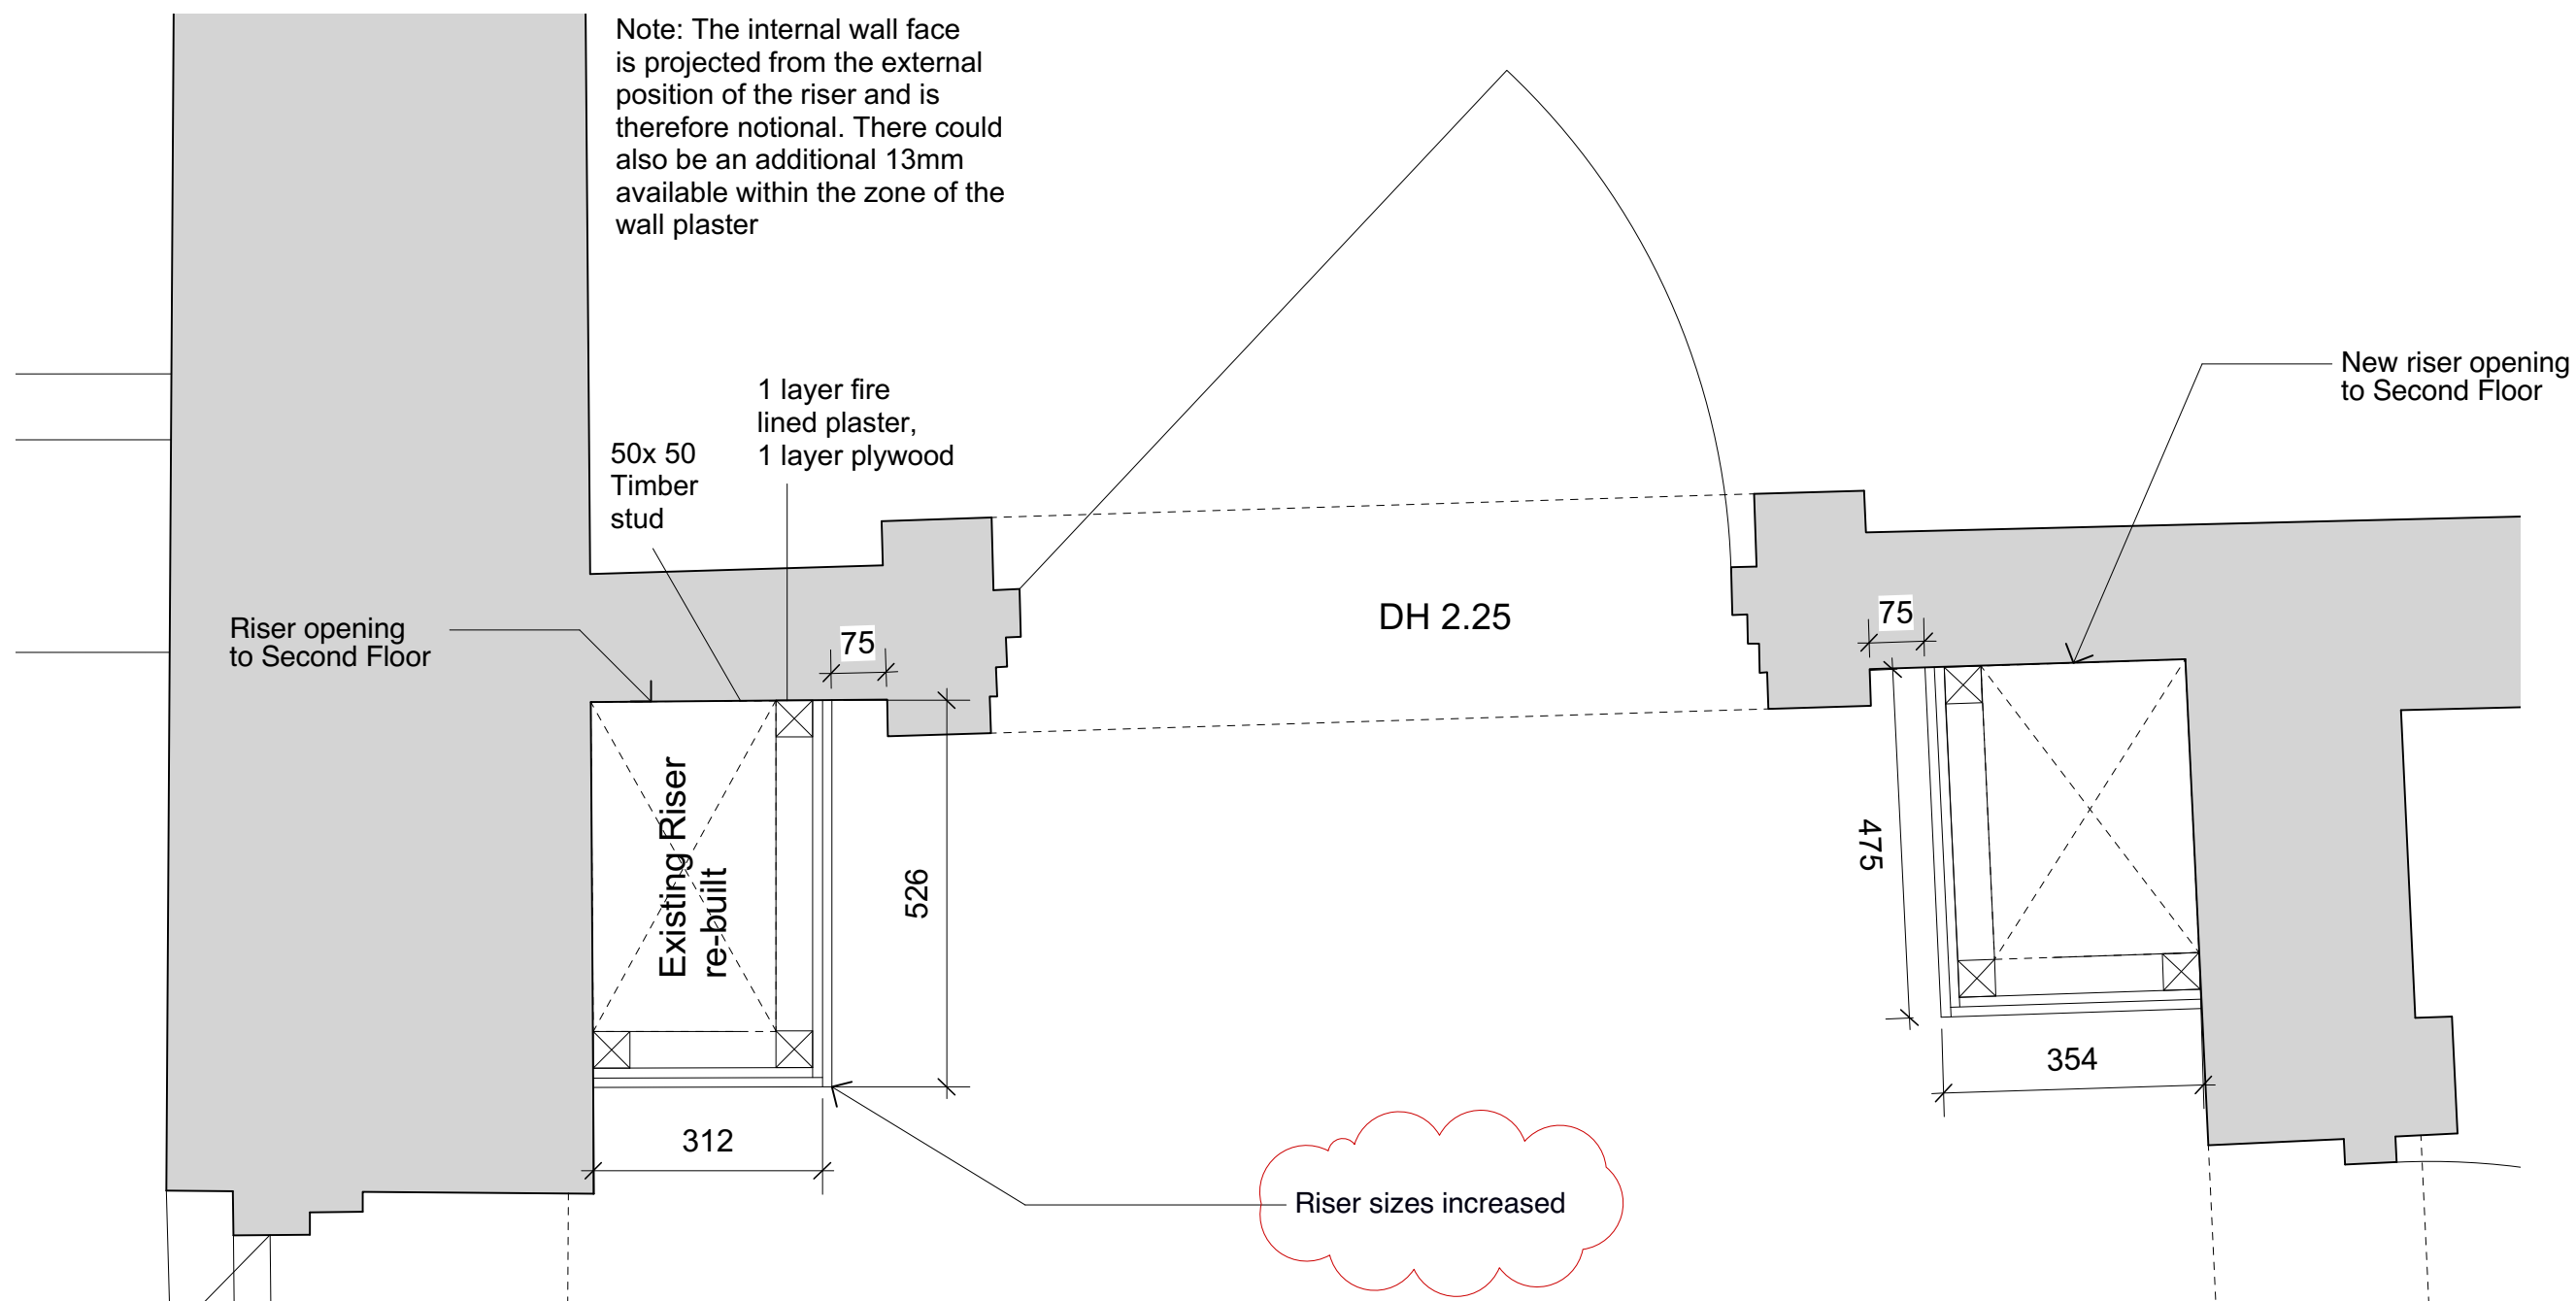 Note: The internal wall face
is projected from the external
position of the riser and is
therefore notional. There could
also be an additional 13mm
available within the zone of the
wall plaster
1 layer fire
lined plaster,
1 layer plywood
50x 50
Timber
stud
New riser opening
to Second Floor
Riser opening
to Second Floor
75
DH 2.25
75
Existing Riser
re-built
526
475
312
354
Riser sizes increased